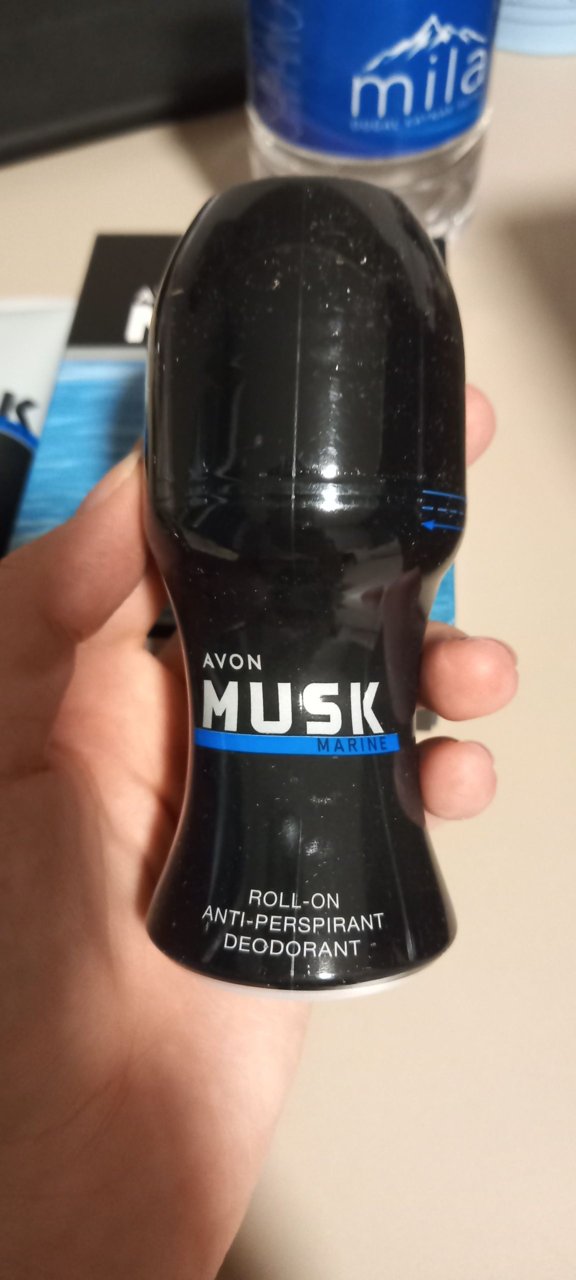 mila
AVON
MUSK
MARINE
ROLL-ON
ANTI-PERSPIRANT
DEODORANT